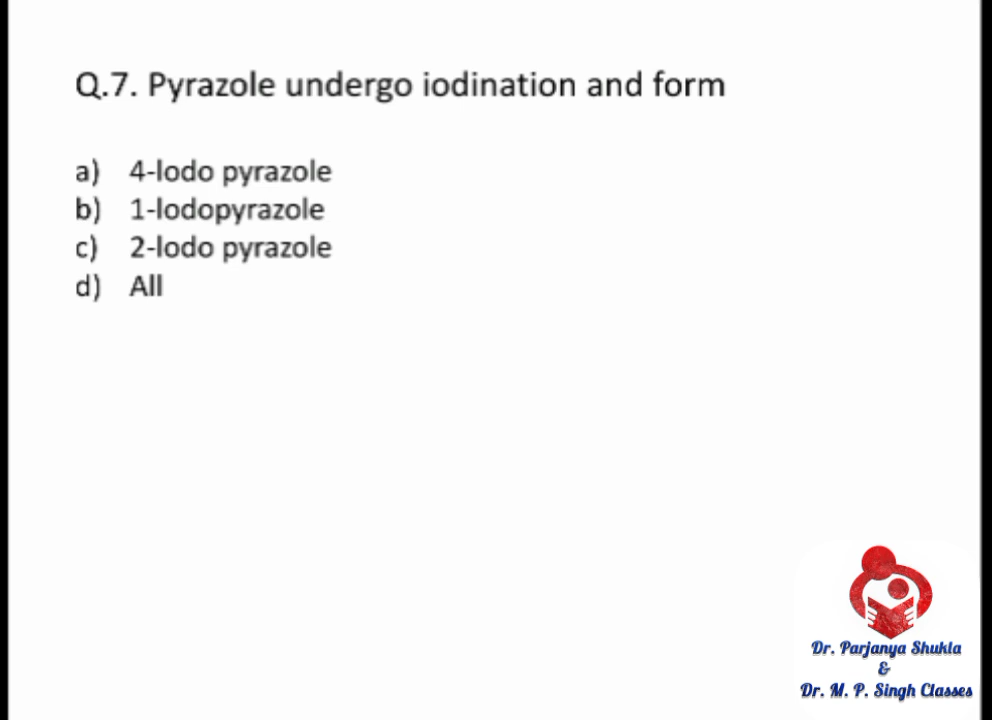 Q.7. Pyrazole undergo iodination and form
a) 4-Iodo pyrazole
b) 1-Iodopyrazole
c) 2-Iodo pyrazole
d) All
Dr. Parjanya Shukla
&
Dr. M. P. Singh Classes